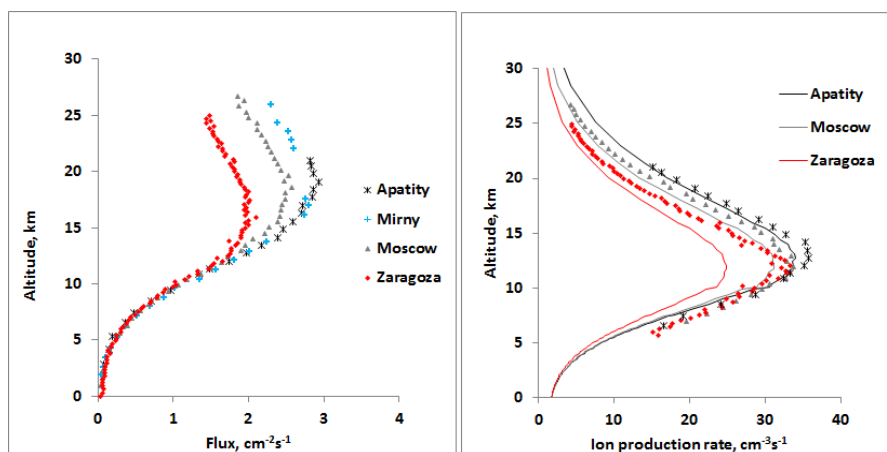 30
25
20
15
10
5
0
Altitude, km
0 1 2 3 4
Flux, cm-2s-1
Apatity
Mirny
Moscow
Zaragoza
30
25
20
15
10
5
0
Altitude, km
0 10 20 30 40
Ion production rate, cm-3s-1
Apatity
Moscow
Zaragoza